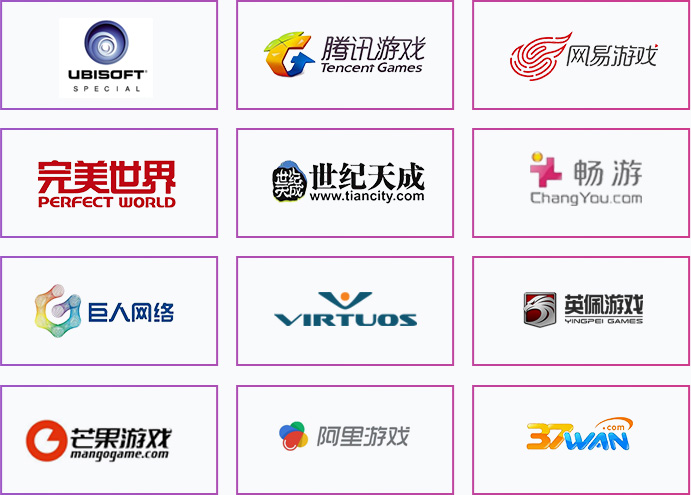 UBISOFT
SPECIAL
腾讯游戏
Tencent Games
网易游戏
完美世界
PERFECT WORLD
世纪天成
世纪天成
www.tiancity.com
畅游
ChangYou.com
巨人网络
VIRTUOS
英佩游戏
YINGPEI GAMES
芒果游戏
mangogame.com
阿里游戏
37WAN.com